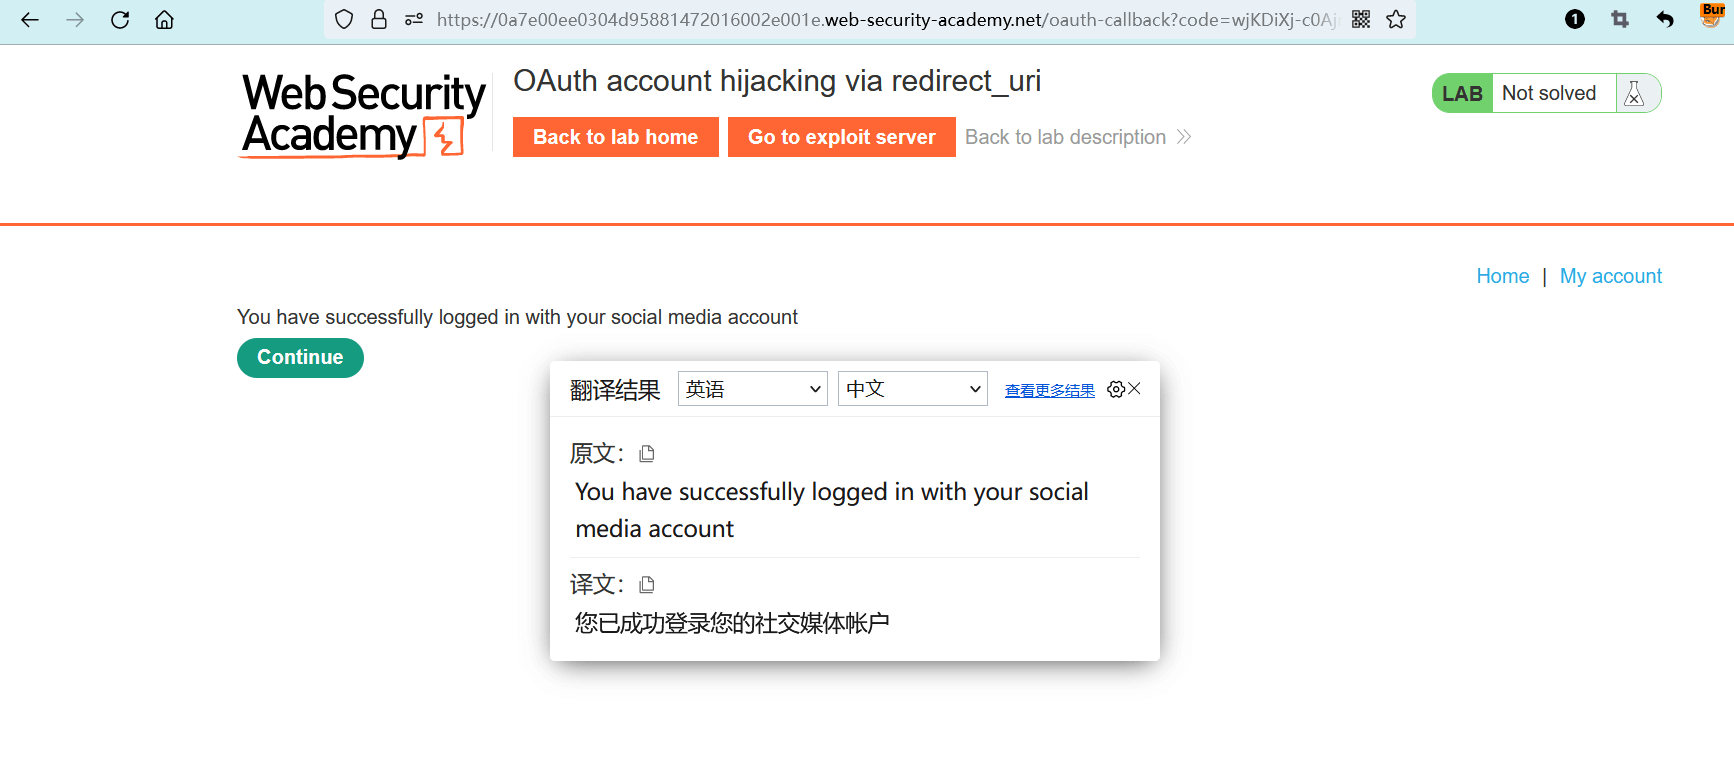 https://0a7e00ee0304d95881472016002e001e.web-security-academy.net/oauth-callback?code=wjKDiXj-c0Aj
1
Bur
Web Security
Academy
OAuth account hijacking via redirect_uri
Back to lab home
Go to exploit server
Back to lab description
LAB
Not solved
Home | My account
You have successfully logged in with your social media account
Continue
翻译结果
英语
中文
查看更多结果
原文：
You have successfully logged in with your social
media account
译文：
您已成功登录您的社交媒体帐户